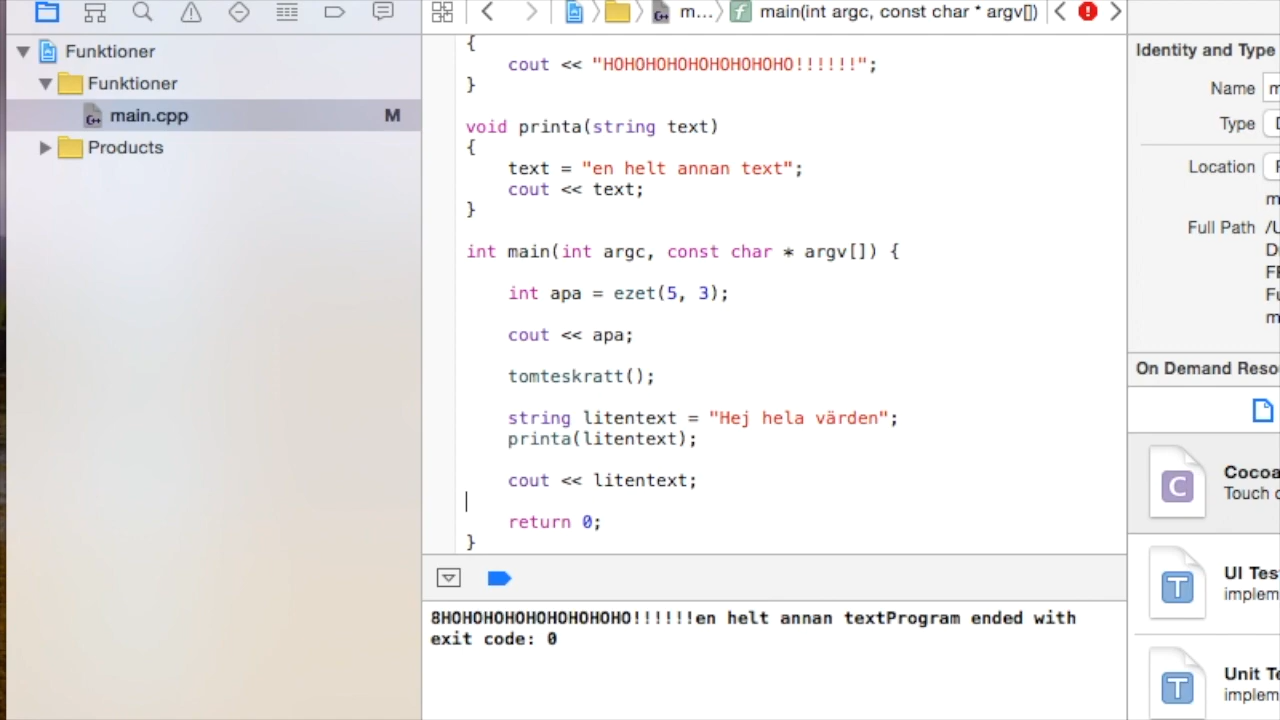 m...
main(int argc, const char * argv[])
Funktioner
Funktioner
main.cpp
M
Products
{
cout << "HOHOHOHOHOHOHOHOHO!!!!!!";
}
void printa(string text)
{
text = "en helt annan text";
cout << text;
}
int main(int argc, const char * argv[]) {
int apa = ezet(5, 3);
cout << apa;
tomteskratt();
string litentext = "Hej hela värden";
printa(litentext);
cout << litentext;
return 0;
}
8HOHOHOHOHOHOHOHOHO!!!!!!en helt annan textProgram ended with
exit code: 0
Identity and Type
Name
Type
Location
Full Path
On Demand Reso
C
Cocoa
Touch
T
UI Tes
implem
T
Unit Te
implem